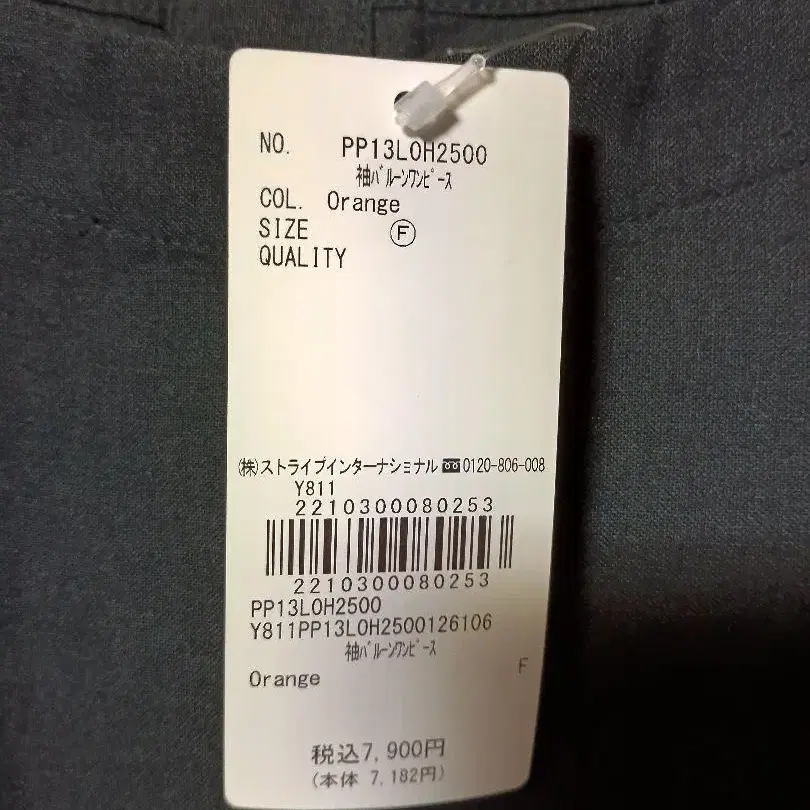 NO. PP13LOH2500
袖ﾊﾞﾙｰﾝﾜﾝﾋﾟｰｽ
COL. Orange
SIZE Ⓕ
QUALITY
㈱ストライプインターナショナル 0120-806-008
Y811
2210300080253
2210300080253
PP13LOH2500
Y811PP13LOH2500126106
袖ﾊﾞﾙｰﾝﾜﾝﾋﾟｰｽ
Orange F
税込7,900円
(本体 7,182円)